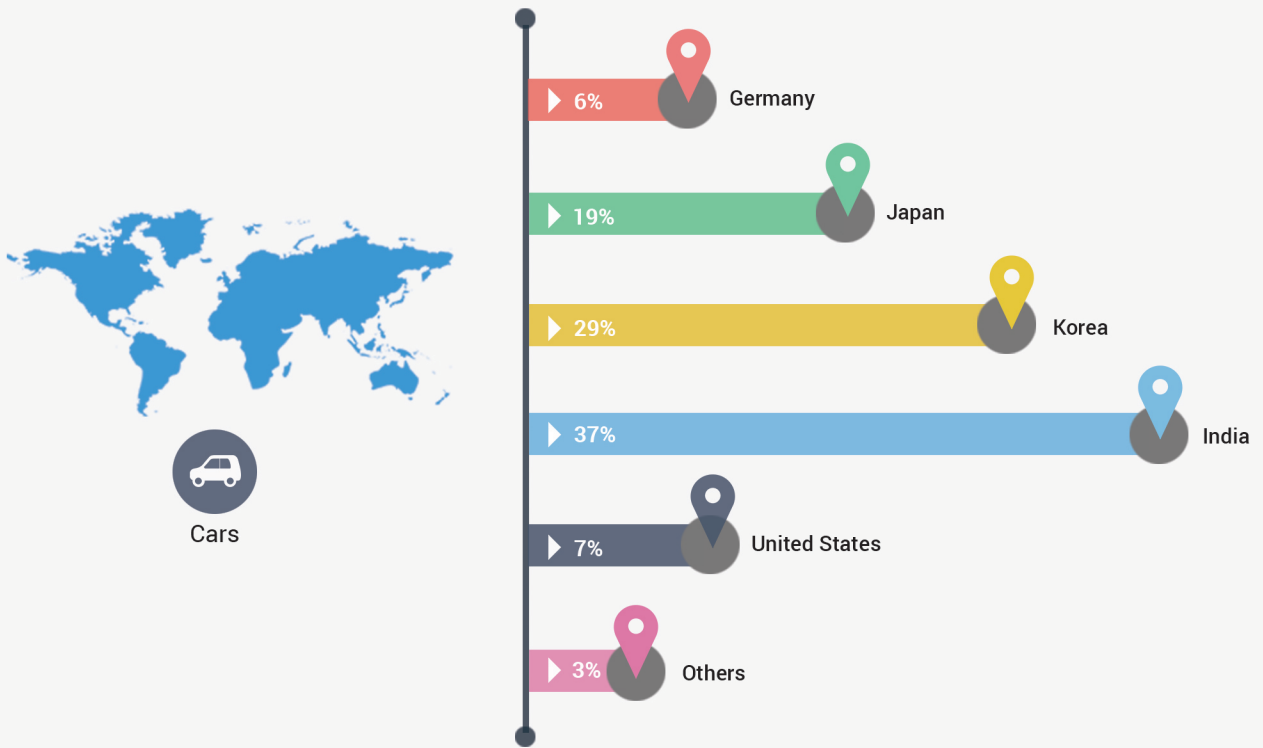 Cars
6%
Germany
19%
Japan
29%
Korea
37%
India
7%
United States
3%
Others